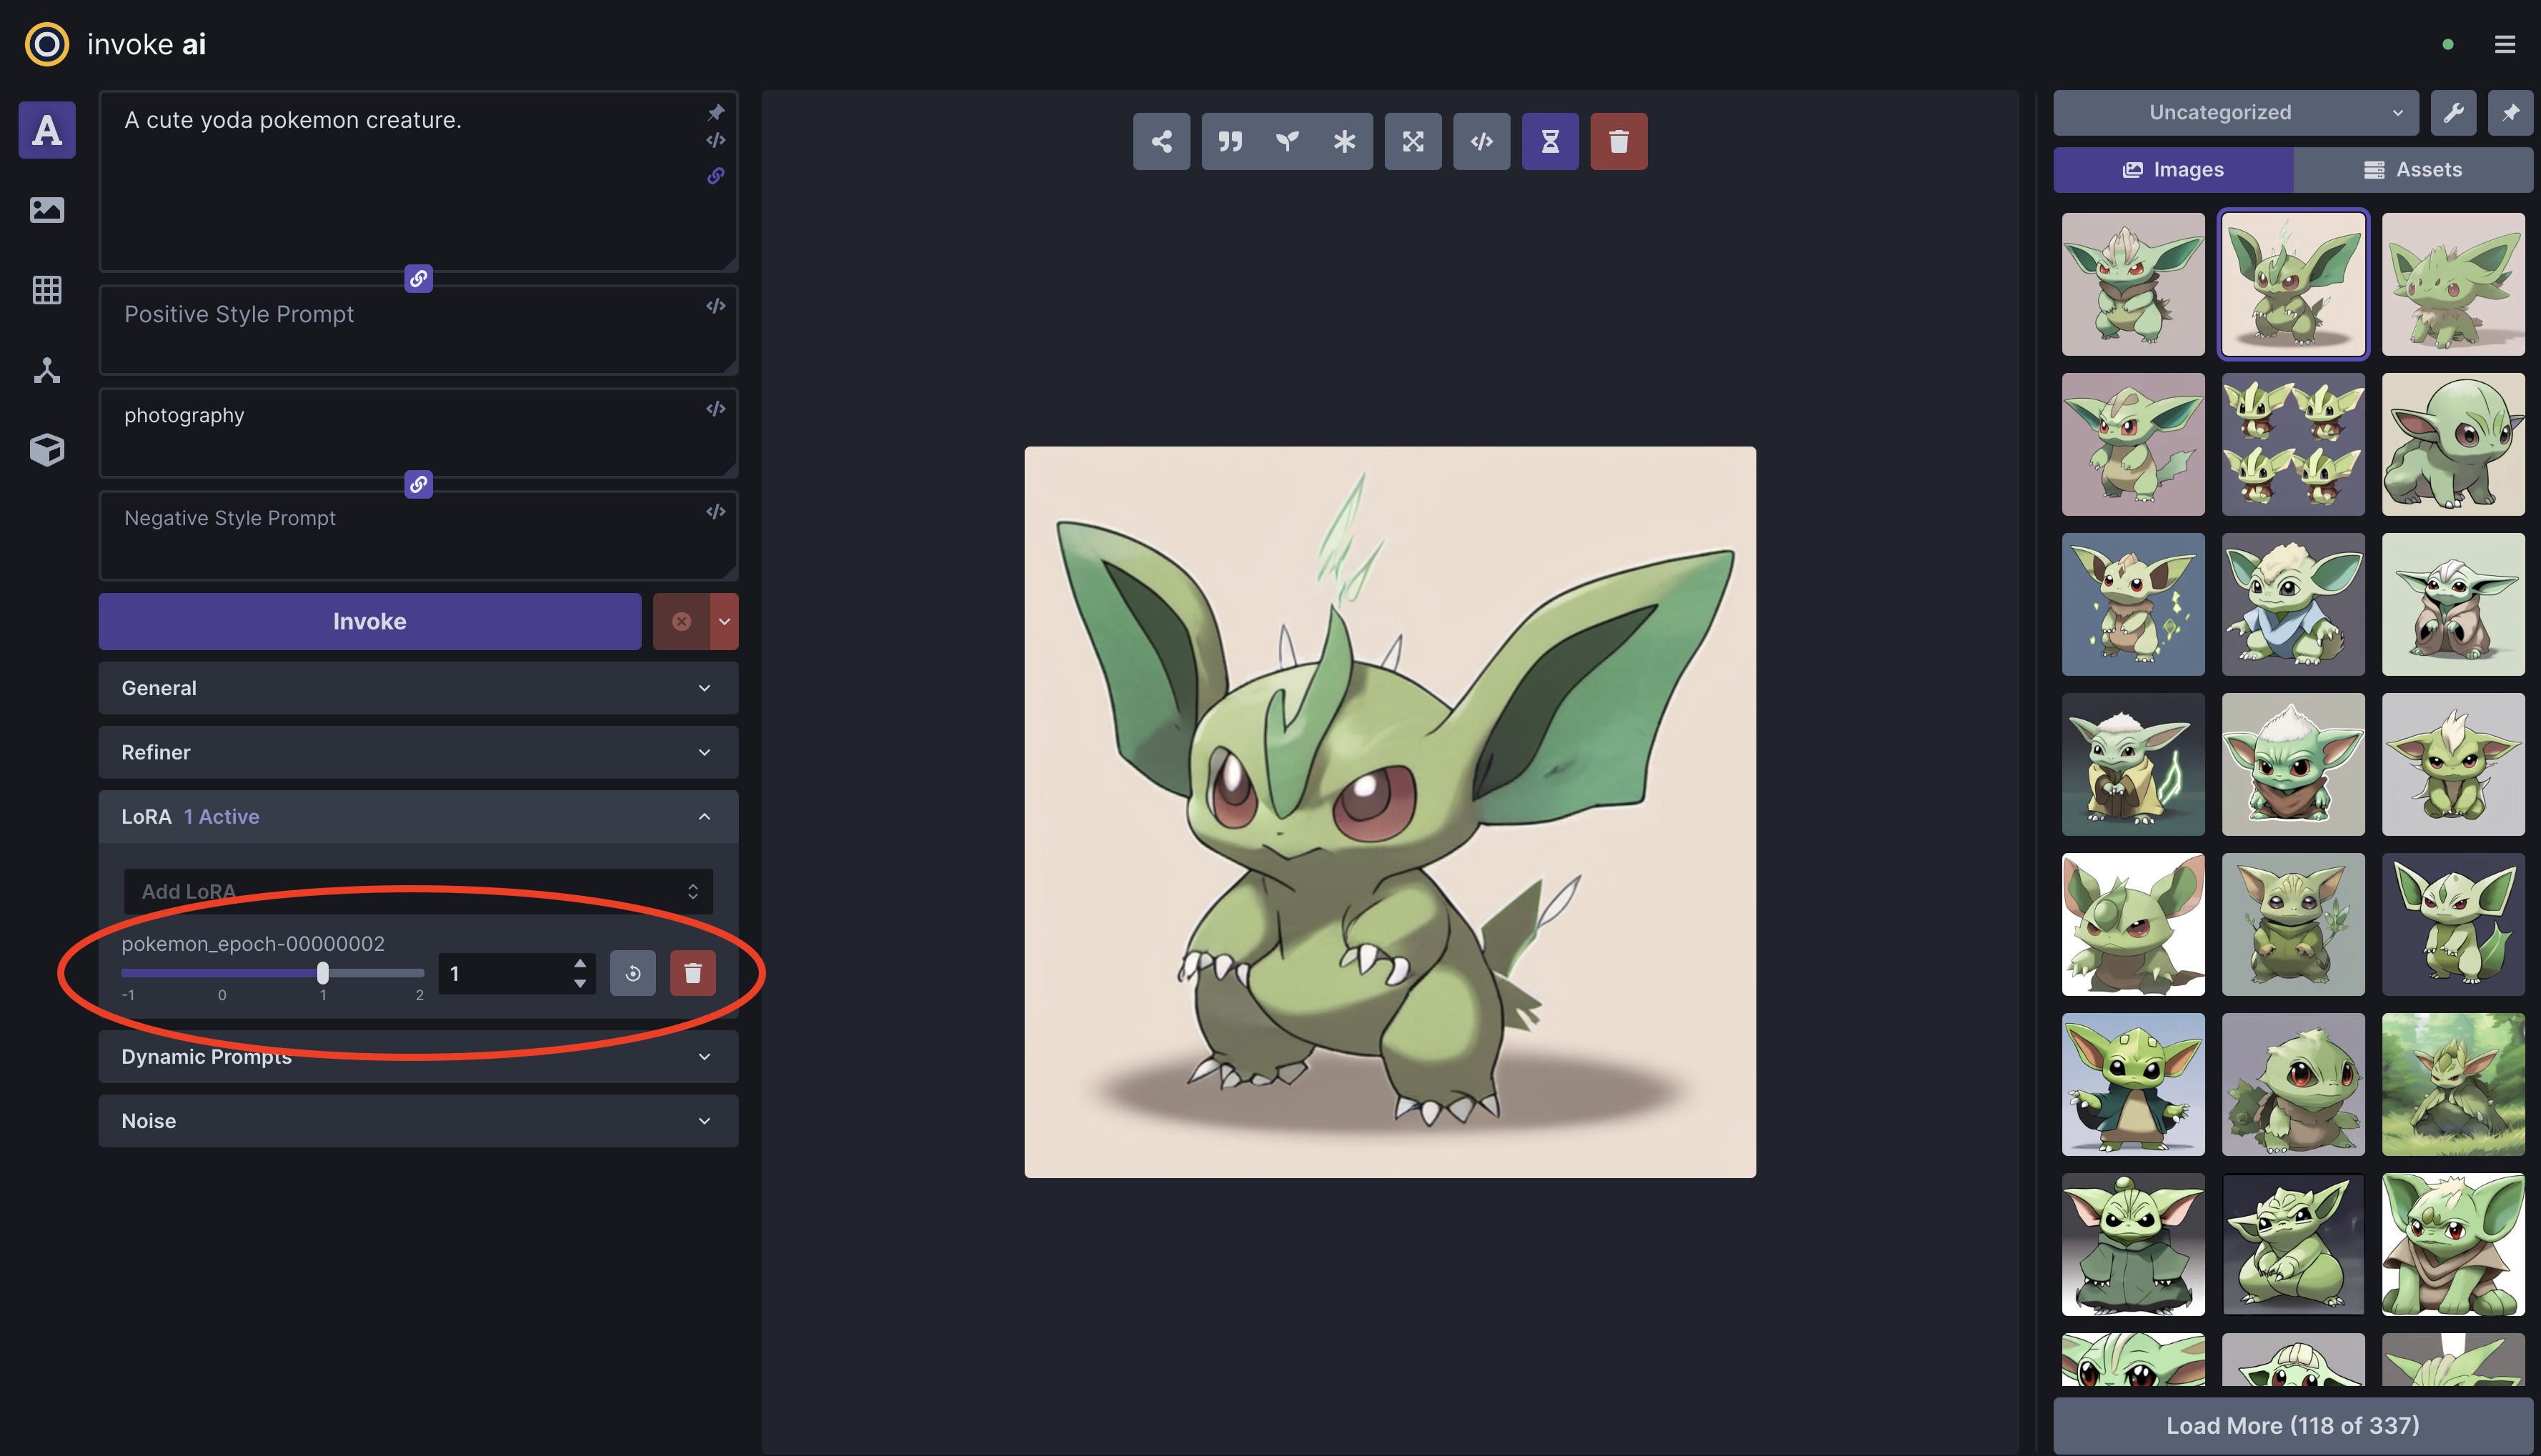 invoke ai
A cute yoda pokemon creature.
Positive Style Prompt
photography
Negative Style Prompt
Invoke
General
Refiner
LoRA 1 Active
Add LoRA
pokemon_epoch-00000002
1
-1 0 1 2
Dynamic Prompts
Noise
Uncategorized
Images Assets
Load More (118 of 337)